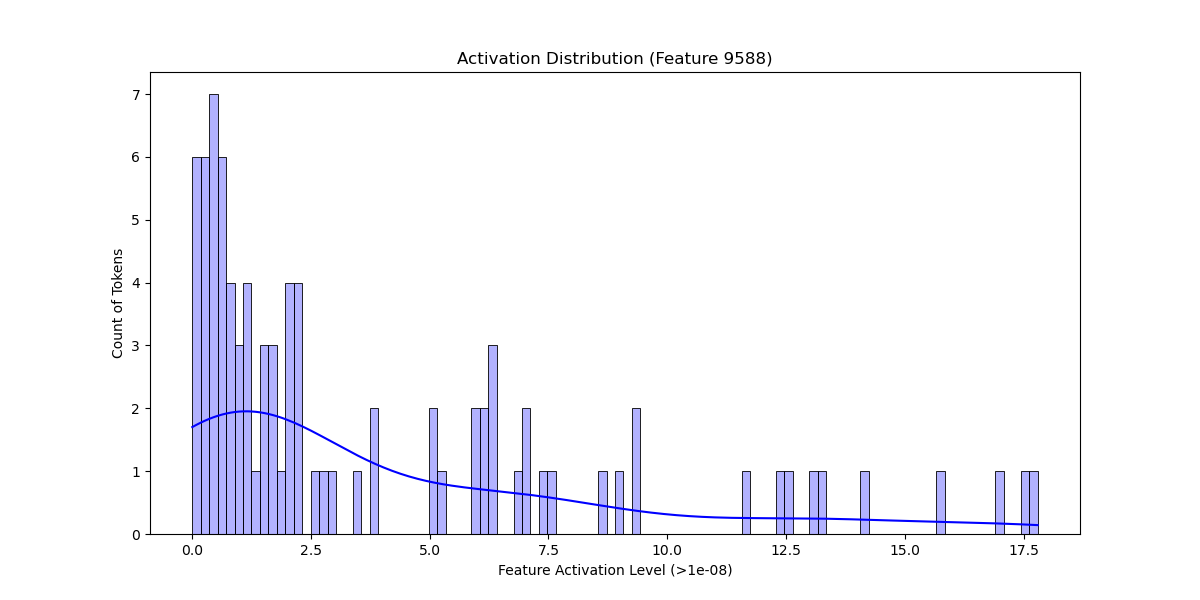 Activation Distribution (Feature 9588)
Count of Tokens
7
6
5
4
3
2
1
0
0.0 2.5 5.0 7.5 10.0 12.5 15.0 17.5
Feature Activation Level (>1e-08)